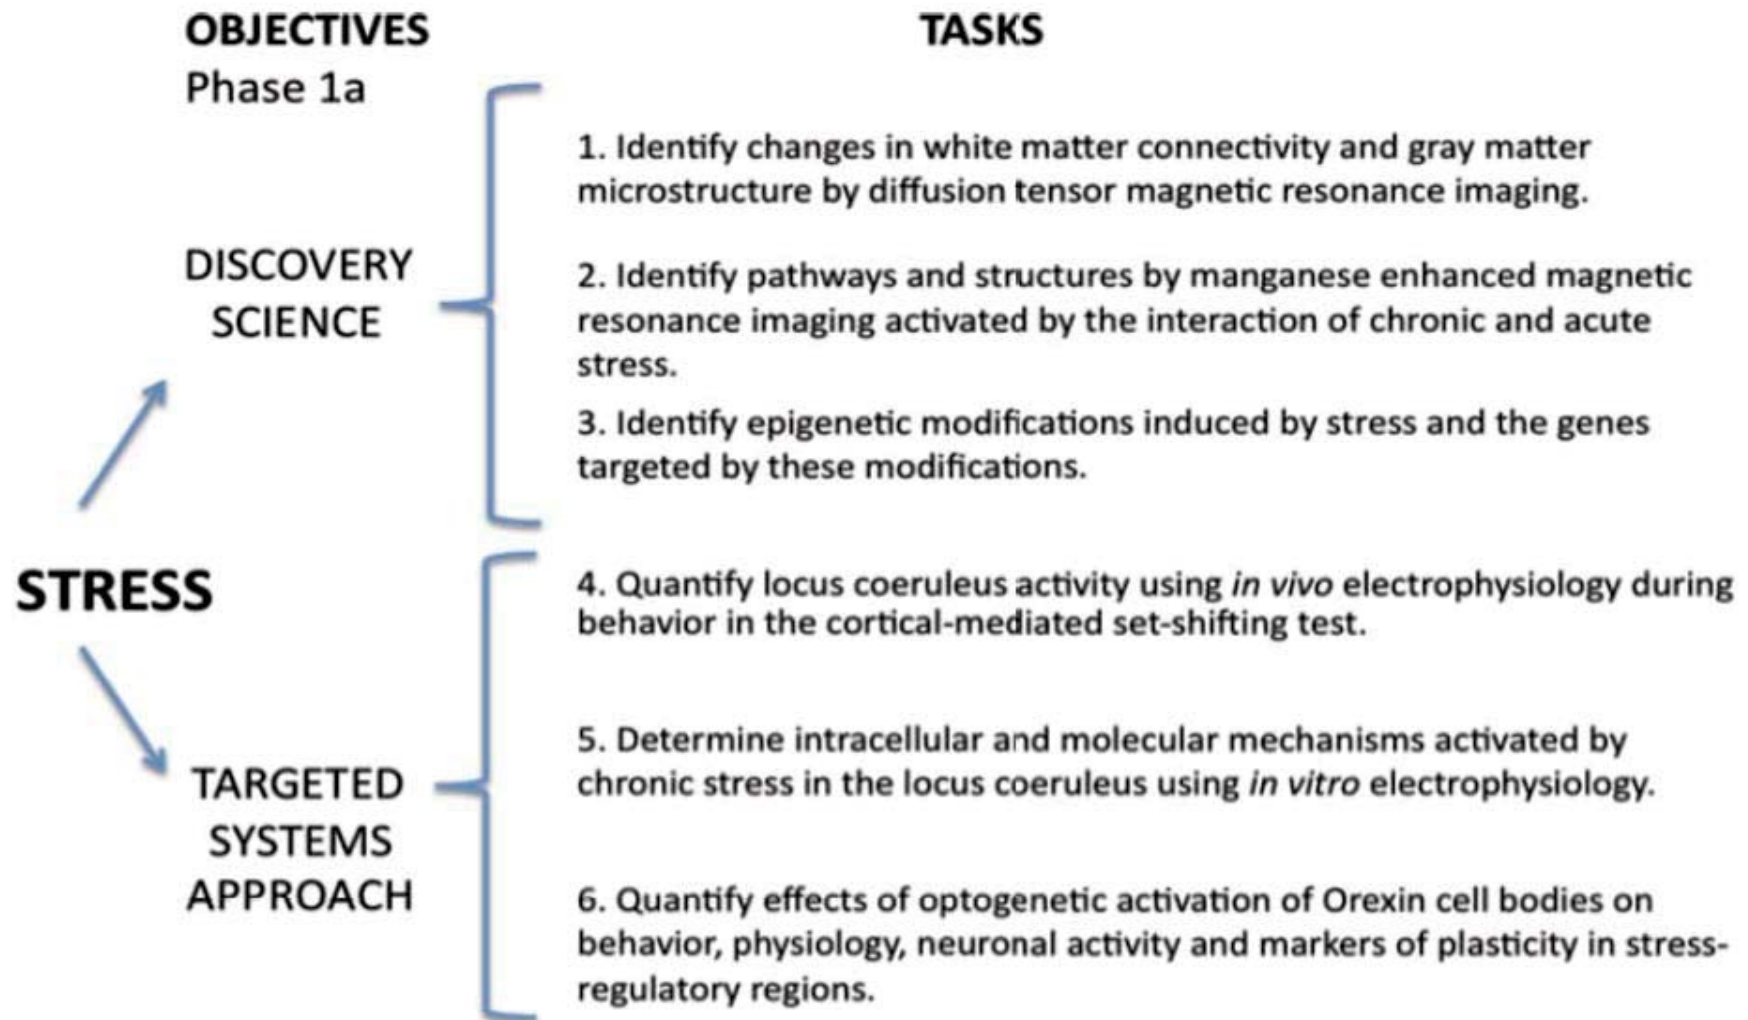 OBJECTIVES
TASKS
Phase 1a
DISCOVERY
SCIENCE
1. Identify changes in white matter connectivity and gray matter
microstructure by diffusion tensor magnetic resonance imaging.
2. Identify pathways and structures by manganese enhanced magnetic
resonance imaging activated by the interaction of chronic and acute
stress.
3. Identify epigenetic modifications induced by stress and the genes
targeted by these modifications.
STRESS
TARGETED
SYSTEMS
APPROACH
4. Quantify locus coeruleus activity using in vivo electrophysiology during
behavior in the cortical-mediated set-shifting test.
5. Determine intracellular and molecular mechanisms activated by
chronic stress in the locus coeruleus using in vitro electrophysiology.
6. Quantify effects of optogenetic activation of Orexin cell bodies on
behavior, physiology, neuronal activity and markers of plasticity in stress-
regulatory regions.